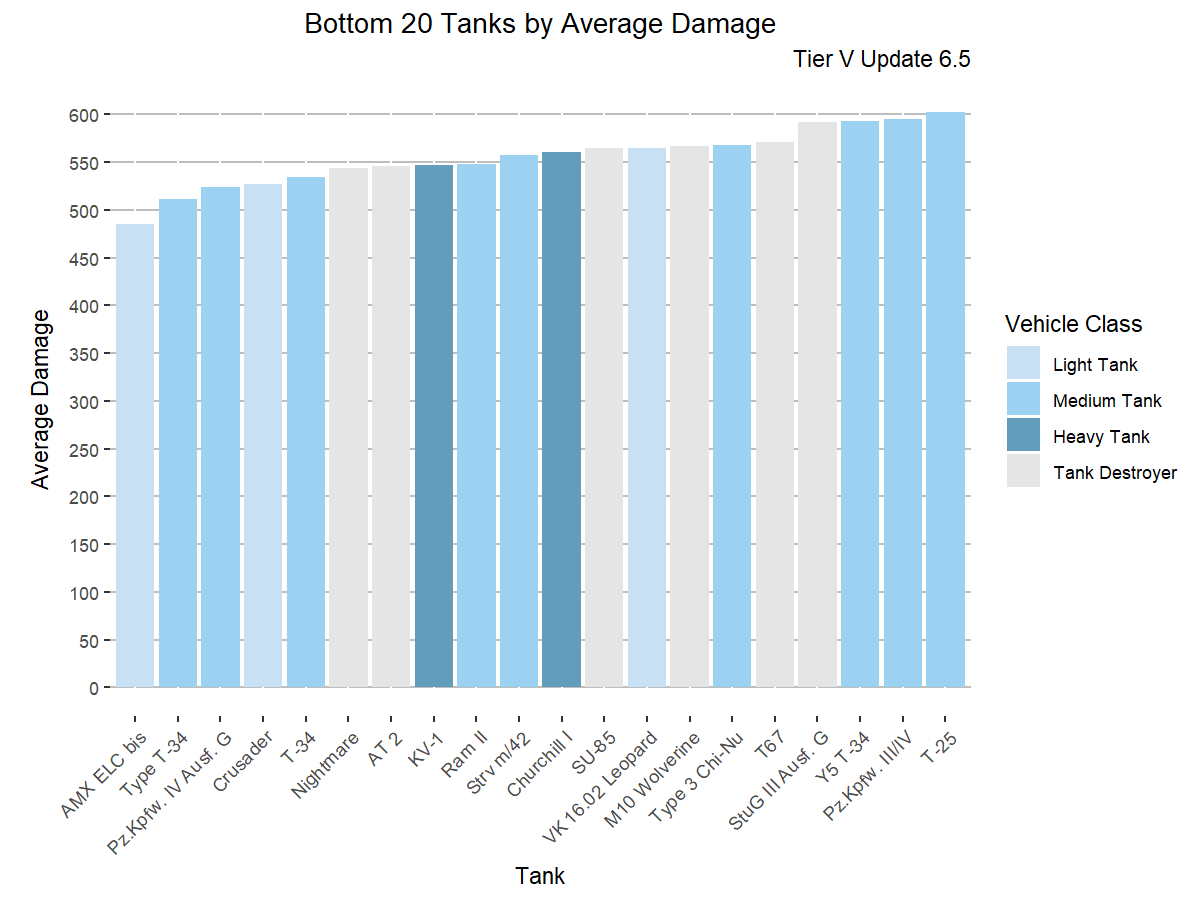 Bottom 20 Tanks by Average Damage
Tier V Update 6.5
600
550
500
450
400
350
300
250
200
150
100
50
0
Average Damage
AMX ELC bis
Type T-34
Pz.Kpfw. IV Ausf. G
Crusader
T-34
Nightmare
AT 2
KV-1
Ram II
Strv m/42
Churchill I
SU-85
VK 16.02 Leopard
M10 Wolverine
Type 3 Chi-Nu
T67
StuG III Ausf. G
Y5 T-34
Pz.Kpfw. III/IV
T-25
Tank
Vehicle Class
Light Tank
Medium Tank
Heavy Tank
Tank Destroyer